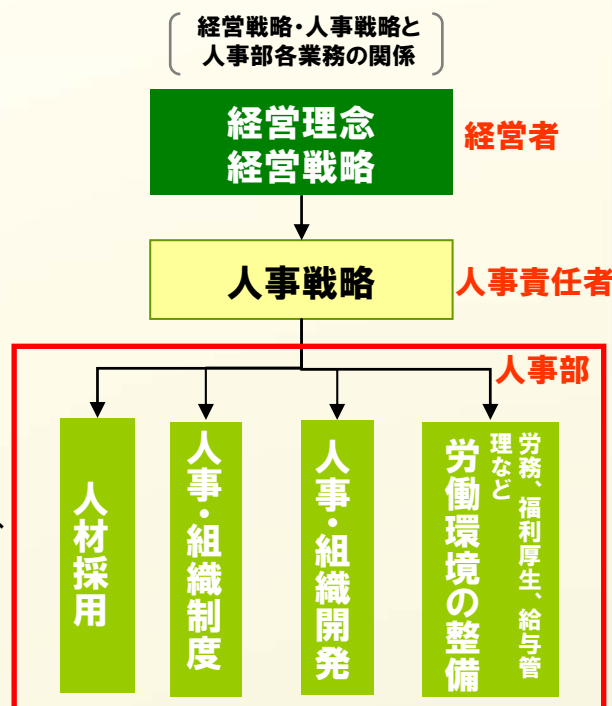 経営戦略・人事戦略と
人事部各業務の関係
経営理念
経営戦略
経営者
人事戦略
人事責任者
人事部
人材採用
人事・組織制度
人事・組織開発
労働環境の整備
労務、福利厚生、給与管
理など
、